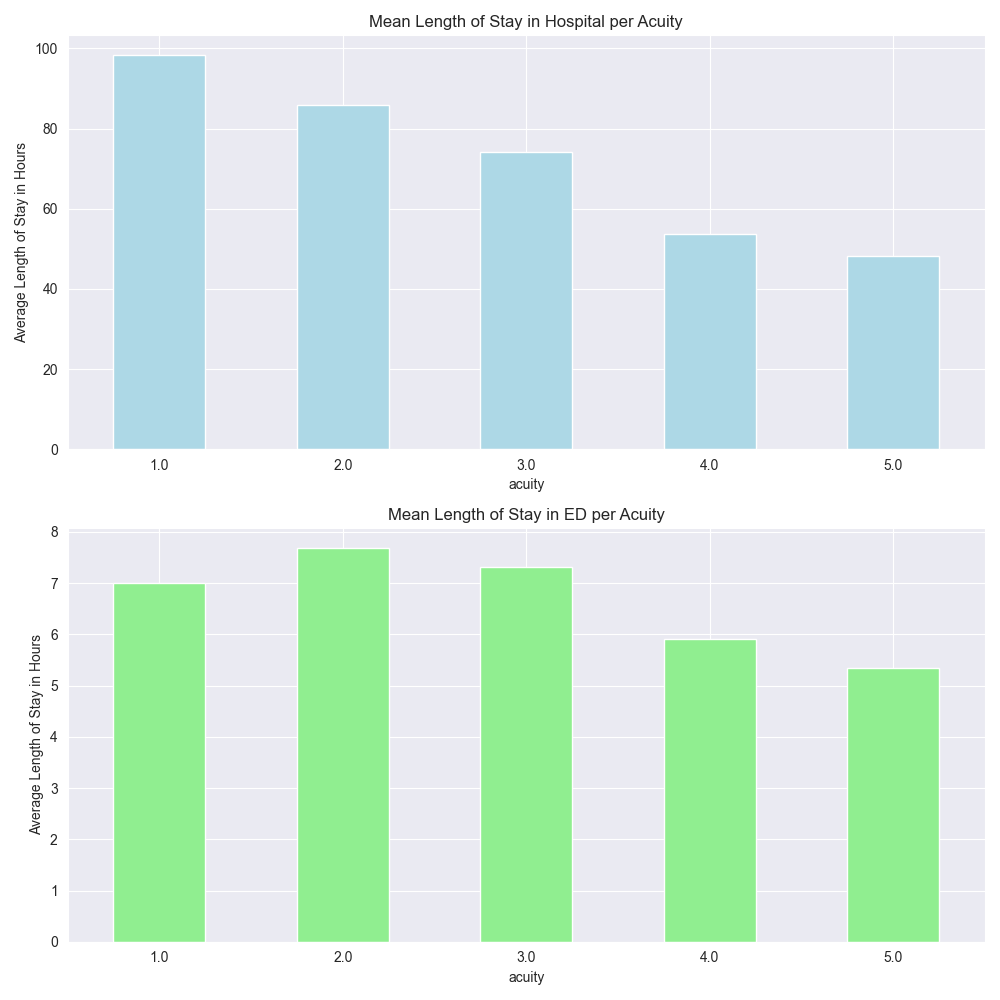 Mean Length of Stay in Hospital per Acuity
Average Length of Stay in Hours
100
80
60
40
20
0
1.0 2.0 3.0 4.0 5.0
acuity
Mean Length of Stay in ED per Acuity
Average Length of Stay in Hours
8
7
6
5
4
3
2
1
0
1.0 2.0 3.0 4.0 5.0
acuity